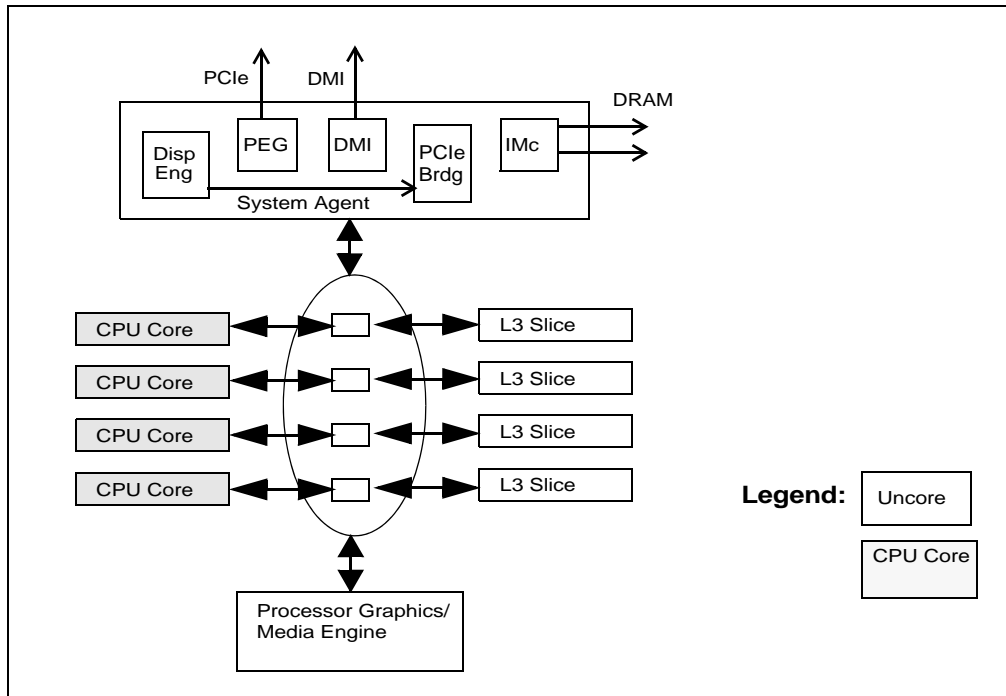 PCIe
DMI
DRAM
Disp
Eng
PEG
DMI
PCIe
Brdg
IMc
System Agent
CPU Core
L3 Slice
CPU Core
L3 Slice
CPU Core
L3 Slice
CPU Core
L3 Slice
Legend:
Uncore
CPU Core
Processor Graphics/
Media Engine